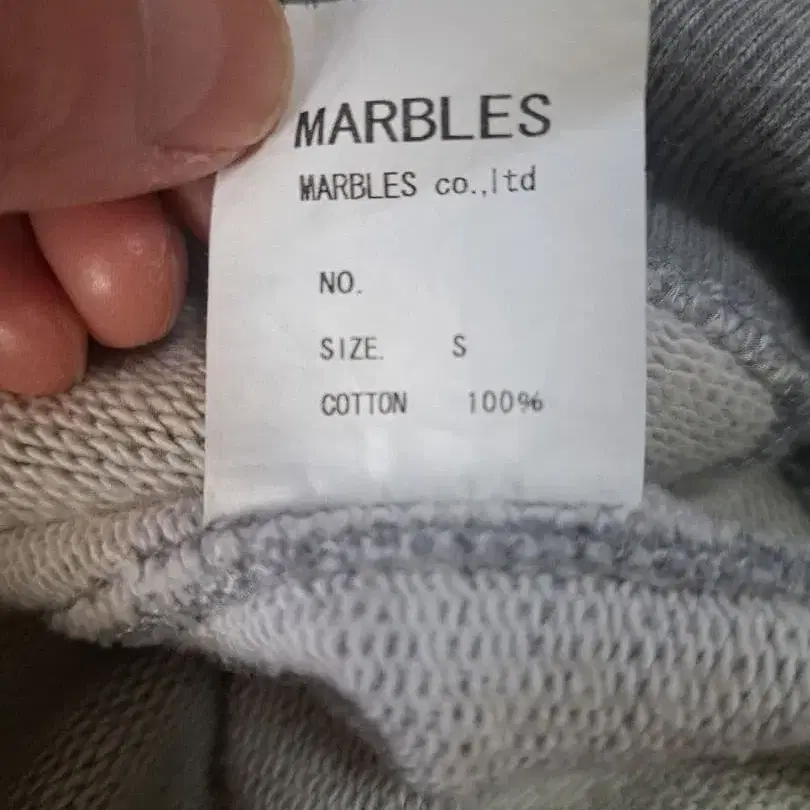 MARBLES
MARBLES co.,ltd
NO.
SIZE. S
COTTON 100%